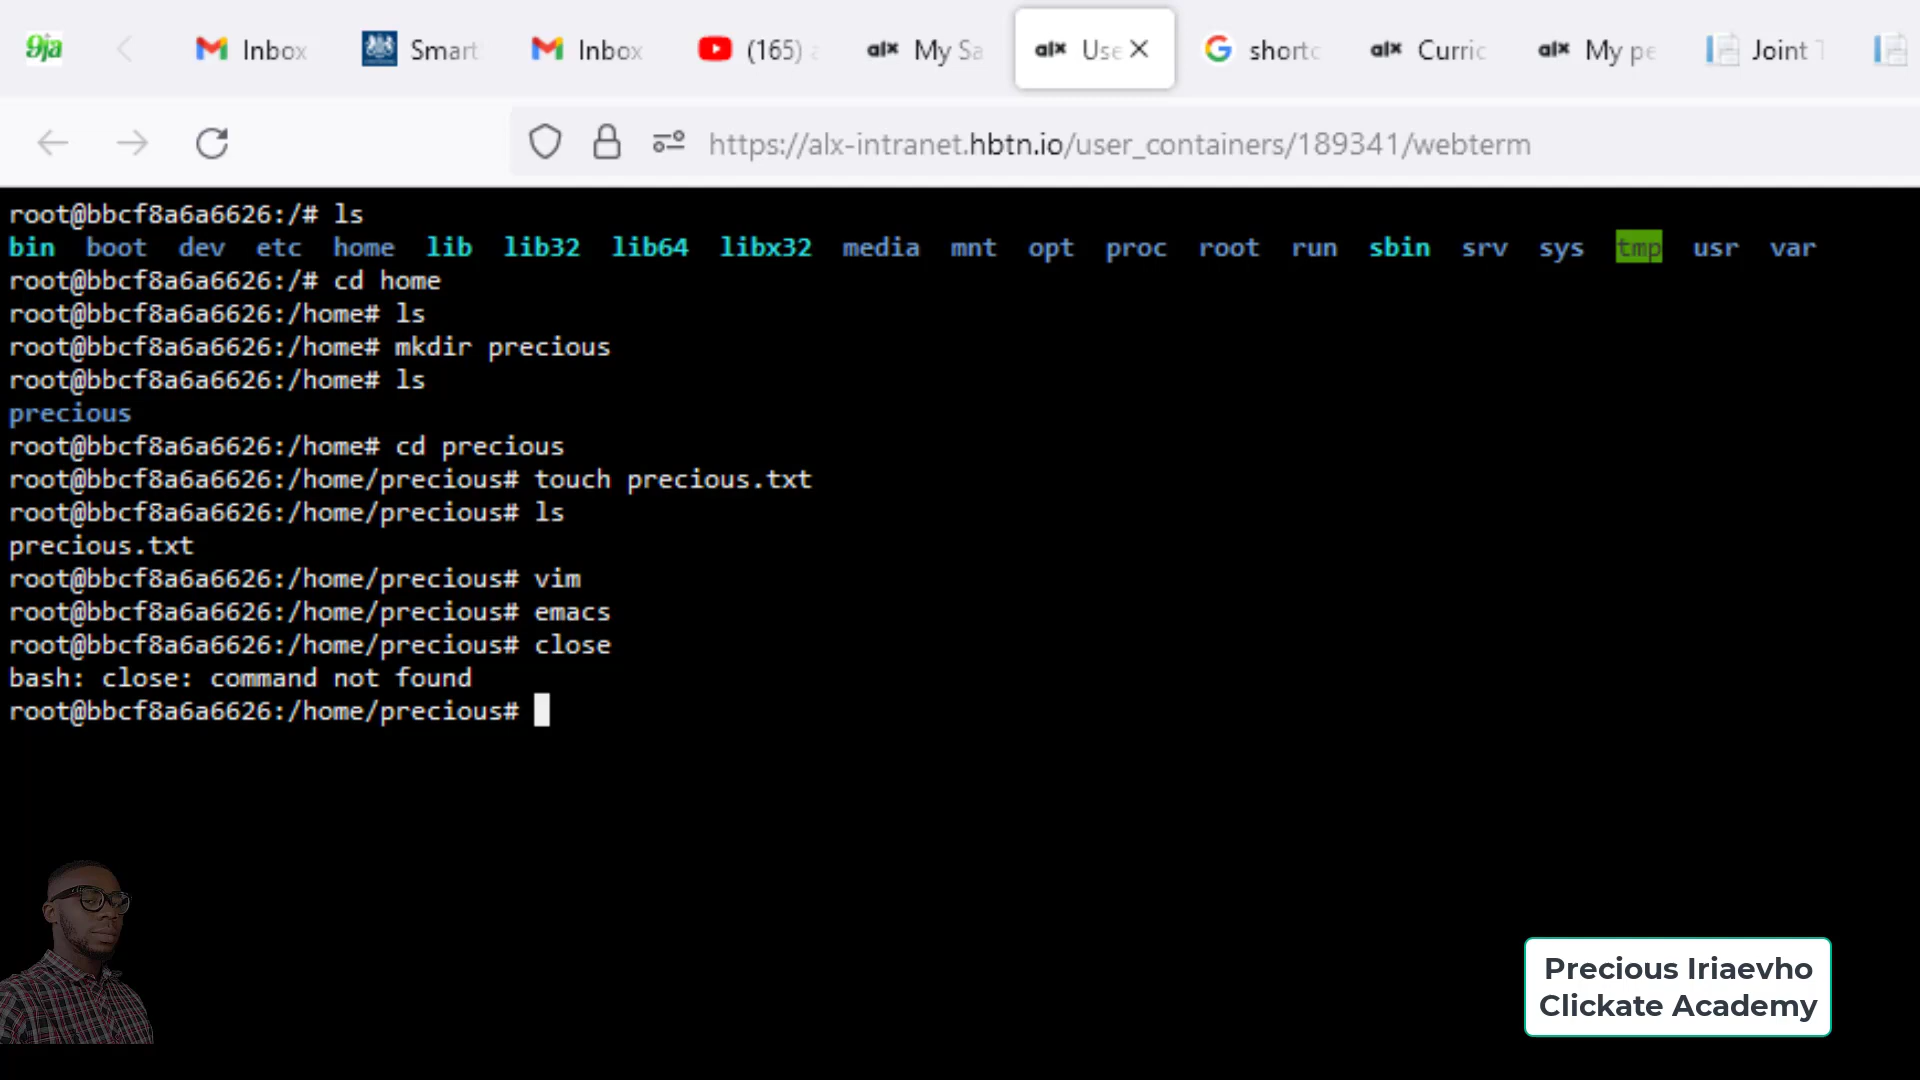 9ja Inbox Smart Inbox (165) alx My Sa alx Use G shortc alx Curric alx My pe Joint
https://alx-intranet.hbtn.io/user_containers/189341/webterm
root@bbcf8a6a6626:/# ls
bin boot dev etc home lib lib32 lib64 libx32 media mnt opt proc root run sbin srv sys tmp usr var
root@bbcf8a6a6626:/# cd home
root@bbcf8a6a6626:/home# ls
root@bbcf8a6a6626:/home# mkdir precious
root@bbcf8a6a6626:/home# ls
precious
root@bbcf8a6a6626:/home# cd precious
root@bbcf8a6a6626:/home/precious# touch precious.txt
root@bbcf8a6a6626:/home/precious# ls
precious.txt
root@bbcf8a6a6626:/home/precious# vim
root@bbcf8a6a6626:/home/precious# emacs
root@bbcf8a6a6626:/home/precious# close
bash: close: command not found
root@bbcf8a6a6626:/home/precious#
Precious Iriaevho
Clickate Academy